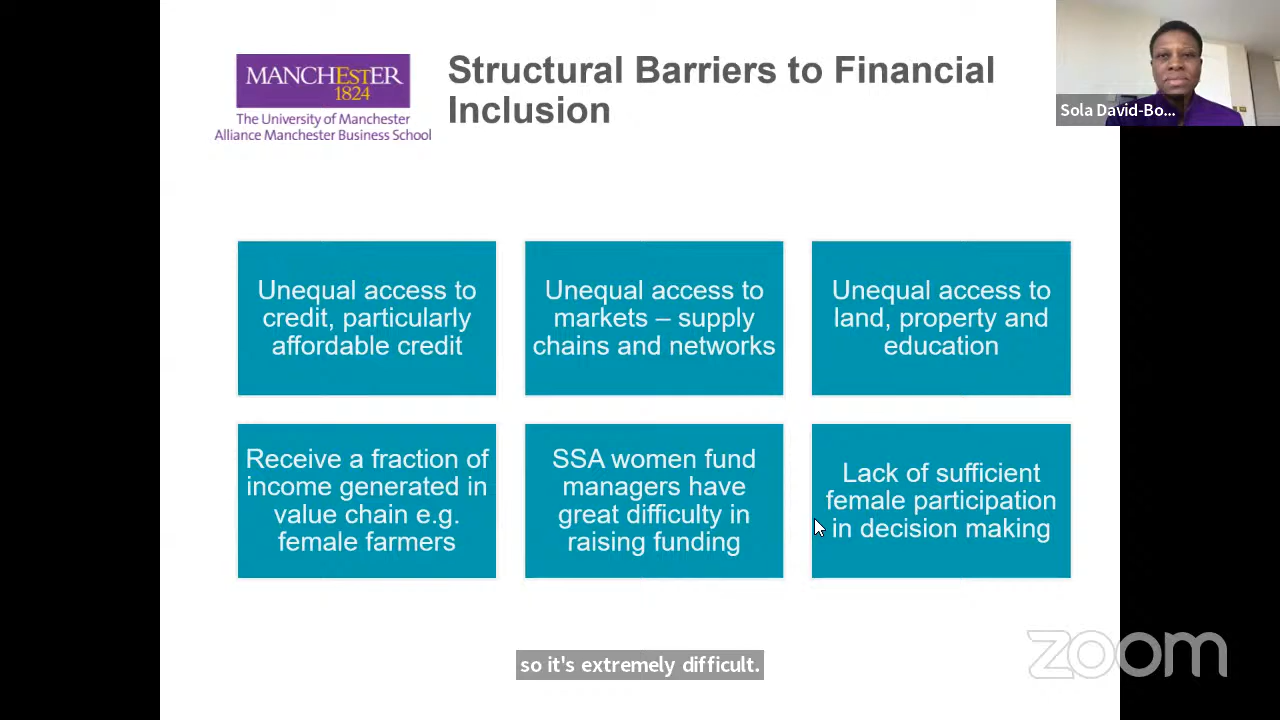 MANCHESTER
1824
The University of Manchester
Alliance Manchester Business School
Structural Barriers to Financial
Inclusion
Sola David-Bo...
Unequal access to
credit, particularly
affordable credit
Unequal access to
markets – supply
chains and networks
Unequal access to
land, property and
education
Receive a fraction of
income generated in
value chain e.g.
female farmers
SSA women fund
managers have
great difficulty in
raising funding
Lack of sufficient
female participation
in decision making
so it's extremely difficult.
zoom